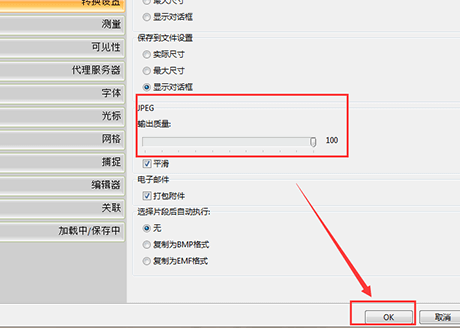 转换设置
测量
可见性
代理服务器
字体
光标
网格
捕捉
编辑器
关联
加载中/保存中
最大尺寸
显示对话框
保存到文件设置
实际尺寸
最大尺寸
显示对话框
JPEG
输出质量:
100
平滑
电子邮件
打包附件
选择片段后自动执行:
无
复制为BMP格式
复制为EMF格式
OK
取消